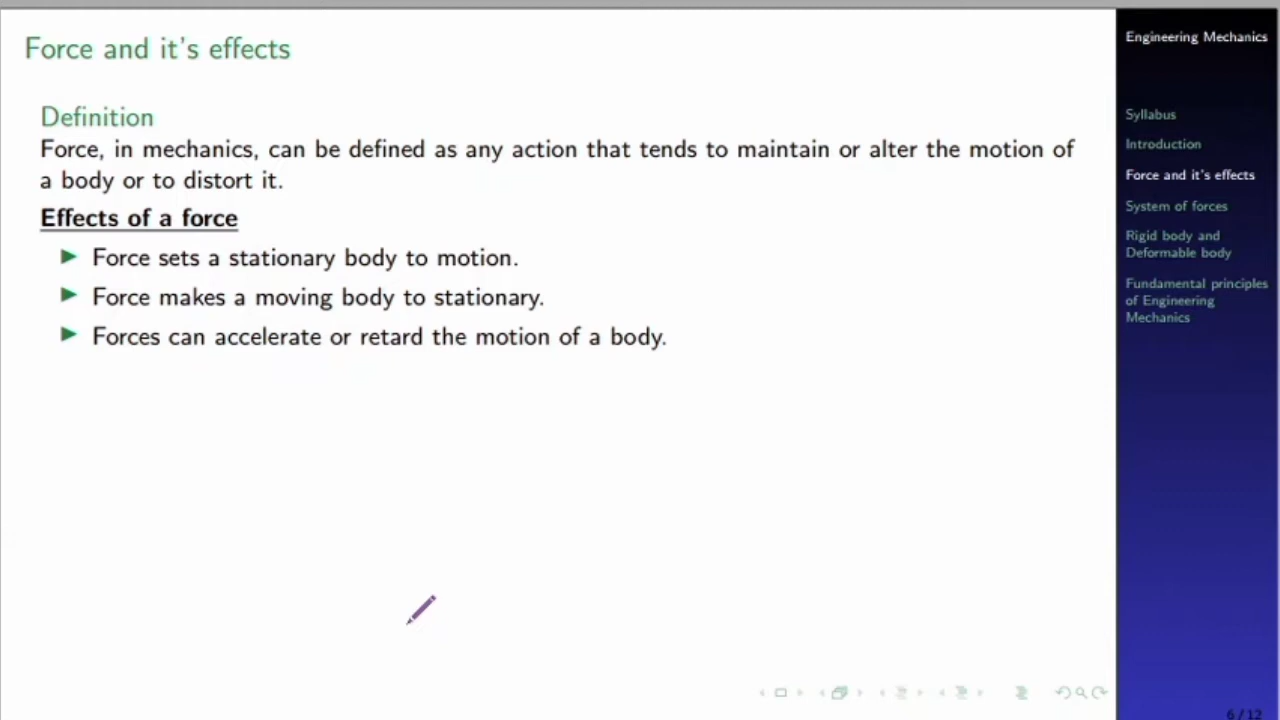 Force and it's effects
Definition
Force, in mechanics, can be defined as any action that tends to maintain or alter the motion of
a body or to distort it.
Effects of a force
Force sets a stationary body to motion.
Force makes a moving body to stationary.
Forces can accelerate or retard the motion of a body.
Engineering Mechanics
Syllabus
Introduction
Force and it's effects
System of forces
Rigid body and
Deformable body
Fundamental principles
of Engineering
Mechanics
6 / 12